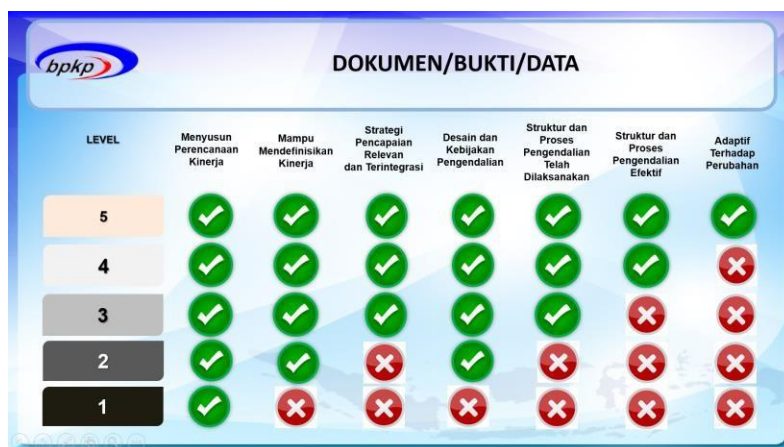 bpkp
DOKUMEN/BUKTI/DATA
LEVEL
Menyusun
Perencanaan
Kinerja
Mampu
Mendefinisikan
Kinerja
Strategi
Pencapaian
Relevan
dan Terintegrasi
Desain dan
Kebijakan
Pengendalian
Struktur dan
Proses
Pengendalian
Telah
Dilaksanakan
Struktur dan
Proses
Pengendalian
Efektif
Adaptif
Terhadap
Perubahan
5
4
3
2
1